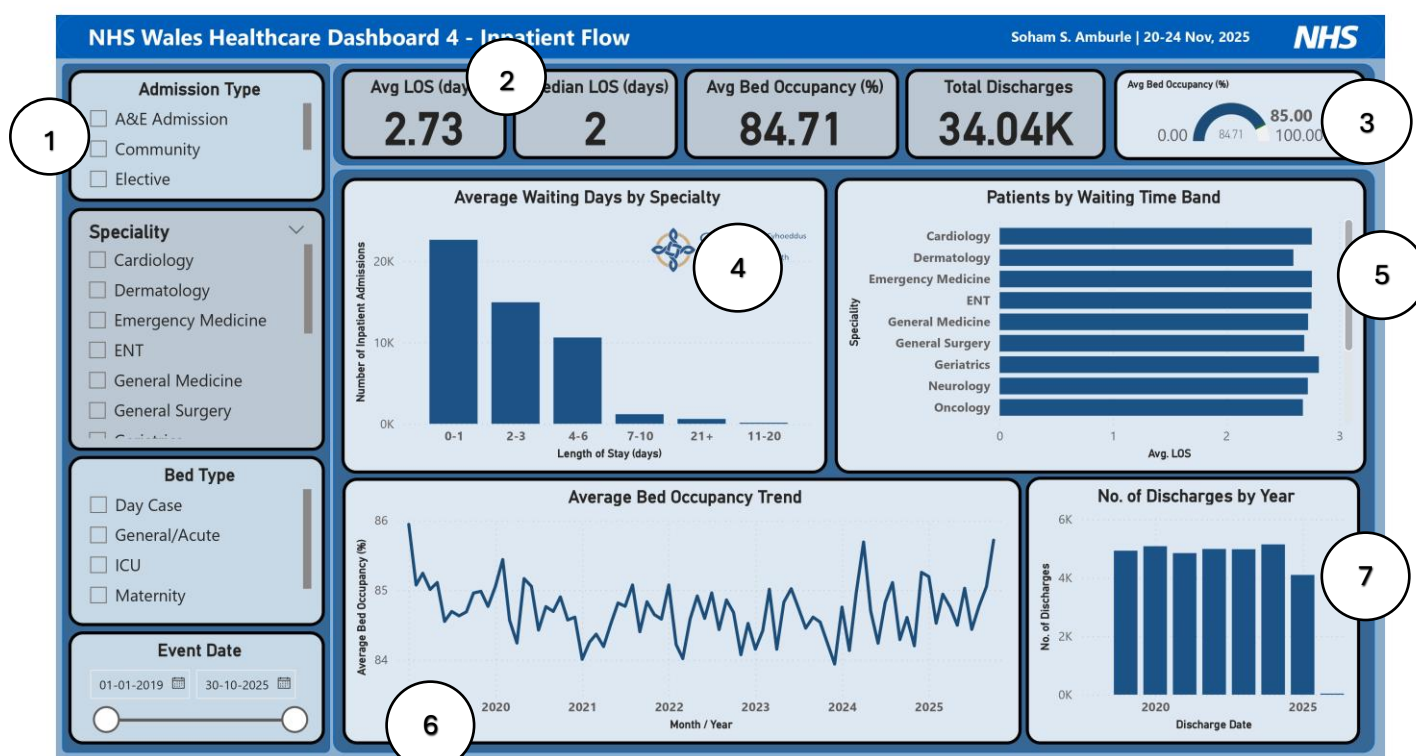 NHS Wales Healthcare Dashboard 4 - Inpatient Flow
Soham S. Amburle | 20-24 Nov, 2025
NHS
1
Admission Type
A&E Admission
Community
Elective
Speciality
Cardiology
Dermatology
Emergency Medicine
ENT
General Medicine
General Surgery
Bed Type
Day Case
General/Acute
ICU
Maternity
Event Date
01-01-2019
30-10-2025
2
Avg LOS
2.73
LOS (days)
2
Avg Bed Occupancy (%)
84.71
Total Discharges
34.04K
3
Avg Bed Occupancy (%)
85.00
0.00
84.71
100.00
4
Average Waiting Days by Specialty
Number of Inpatient Admissions
20K
10K
0K
0-1
2-3
4-6
7-10
21+
11-20
Length of Stay (days)
5
Patients by Waiting Time Band
Speciality
Cardiology
Dermatology
Emergency Medicine
ENT
General Medicine
General Surgery
Geriatrics
Neurology
Oncology
0
1
2
3
Avg. LOS
6
Average Bed Occupancy Trend
Average Bed Occupancy (%)
86
85
84
2020
2021
2022
2023
2024
2025
Month / Year
7
No. of Discharges by Year
No. of Discharges
6K
4K
2K
0K
2020
2025
Discharge Date